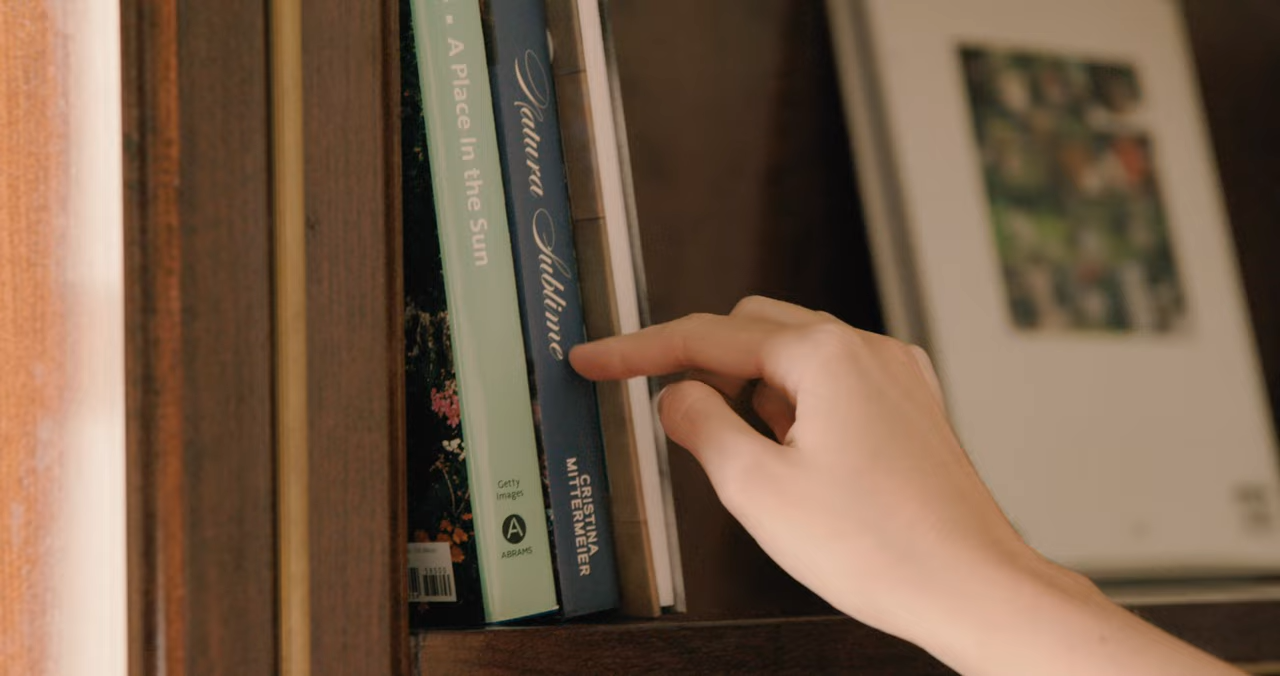 A Place In the Sun
Getty
Images
A
ABRAMS
Natura Sublime
CRISTINA
MITTERMEIER